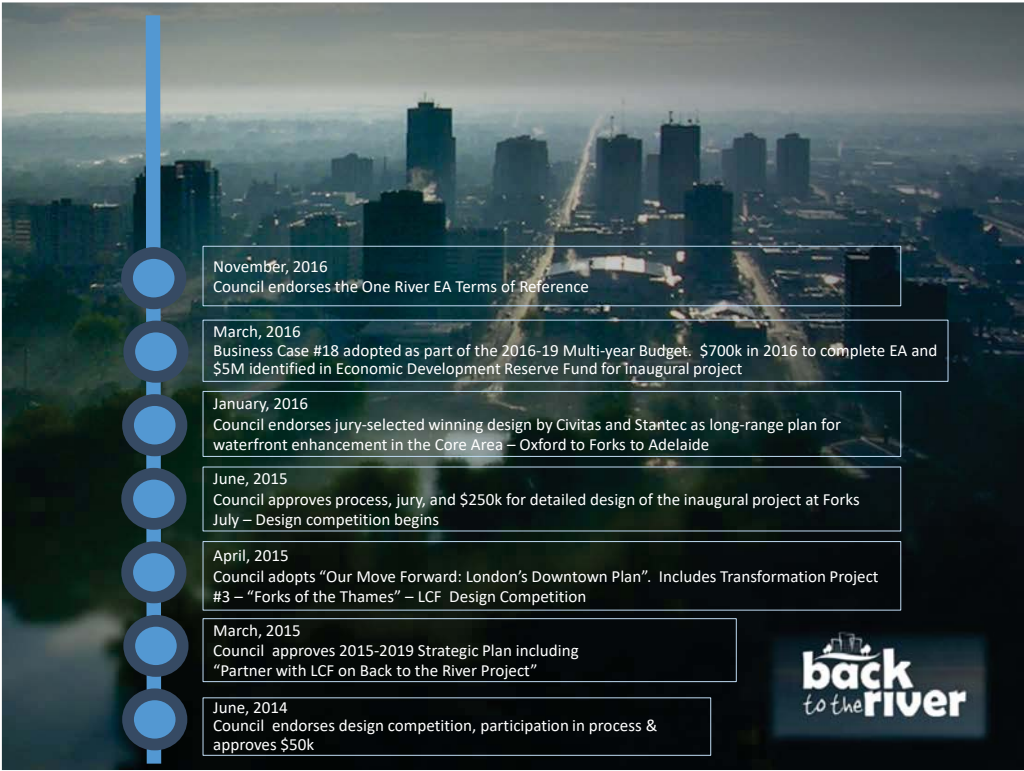 November, 2016
Council endorses the One River EA Terms of Reference
March, 2016
Business Case #18 adopted as part of the 2016-19 Multi-year Budget.  $700k in 2016 to complete EA and
$5M identified in Economic Development Reserve Fund for inaugural project
January, 2016
Council endorses jury-selected winning design by Civitas and Stantec as long-range plan for
waterfront enhancement in the Core Area – Oxford to Forks to Adelaide
June, 2015
Council approves process, jury, and $250k for detailed design of the inaugural project at Forks
July – Design competition begins
April, 2015
Council adopts “Our Move Forward: London’s Downtown Plan”.  Includes Transformation Project
#3 – “Forks of the Thames” – LCF  Design Competition
March, 2015
Council  approves 2015-2019 Strategic Plan including
“Partner with LCF on Back to the River Project”
June, 2014
Council  endorses design competition, participation in process &
approves $50k
back
to the river